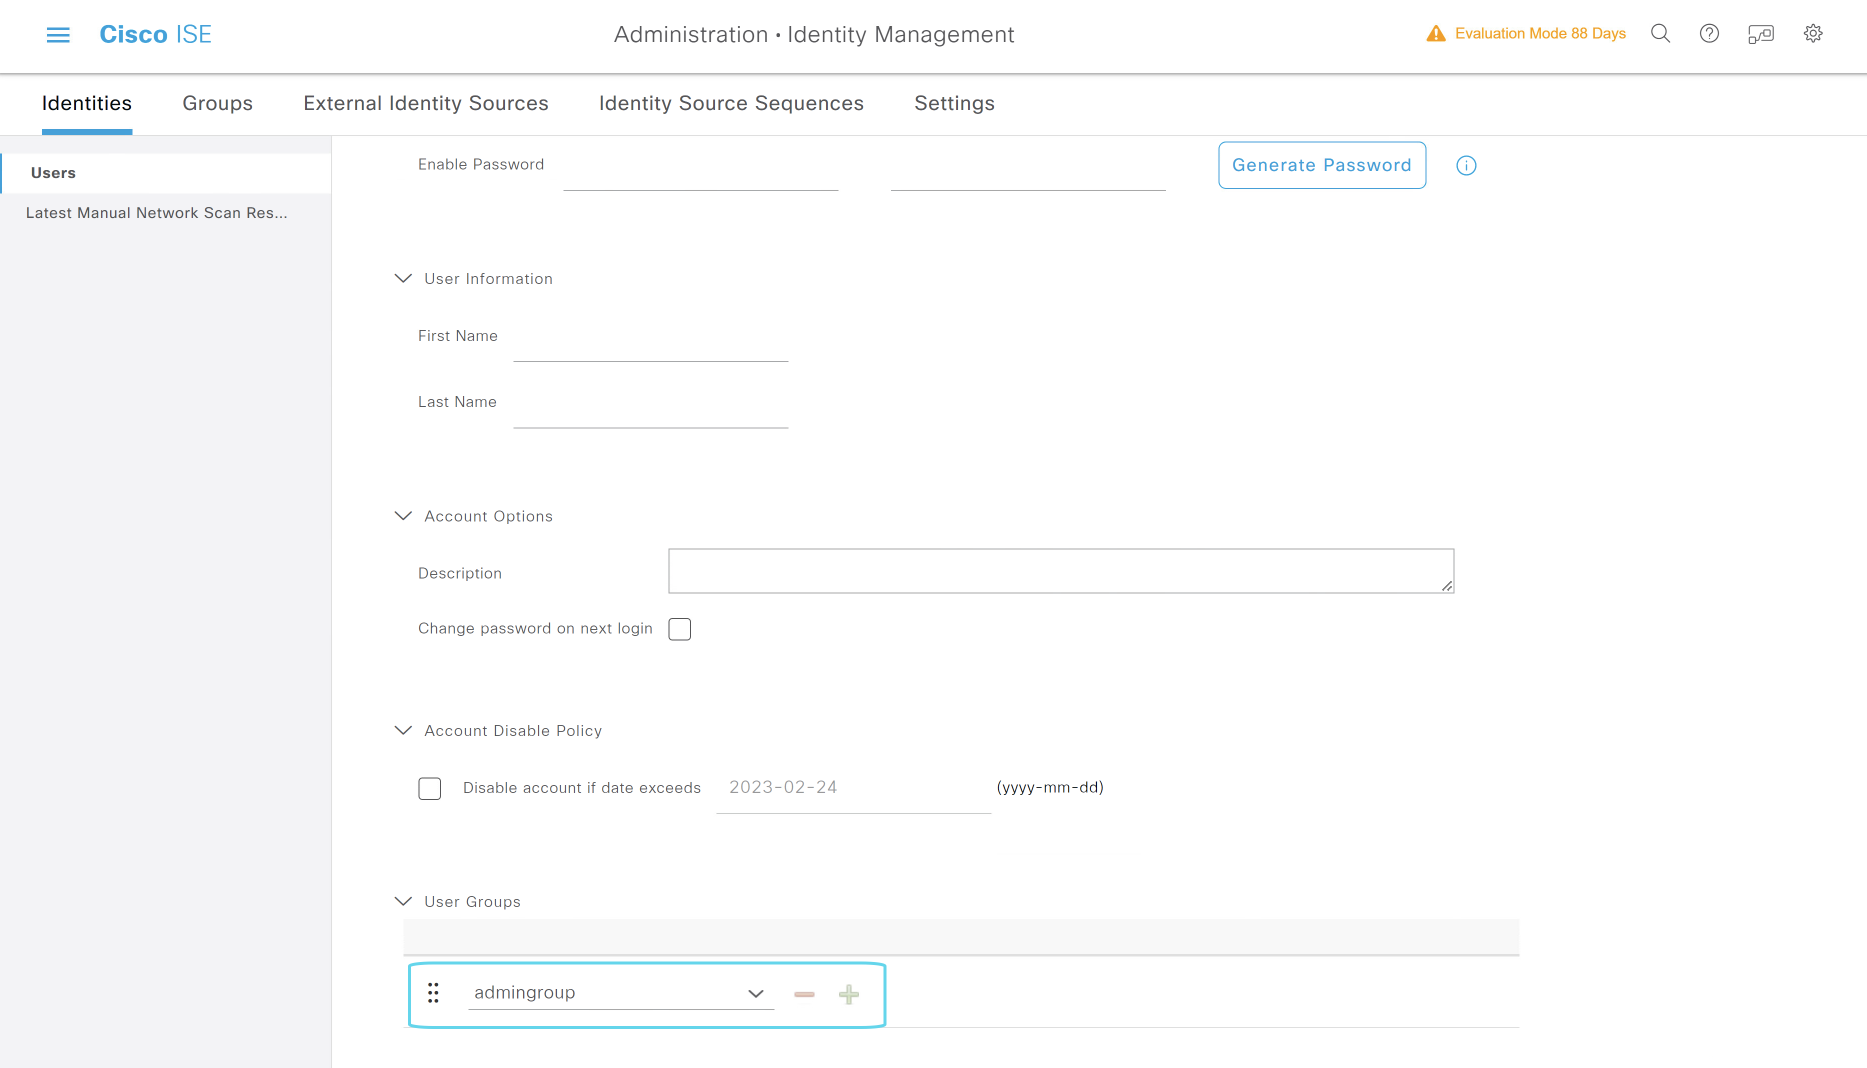 Cisco ISE
Administration • Identity Management
Evaluation Mode 88 Days
Identities
Groups
External Identity Sources
Identity Source Sequences
Settings
Users
Latest Manual Network Scan Res...
Enable Password
Generate Password
User Information
First Name
Last Name
Account Options
Description
Change password on next login
Account Disable Policy
Disable account if date exceeds 2023-02-24 (yyyy-mm-dd)
User Groups
admingroup